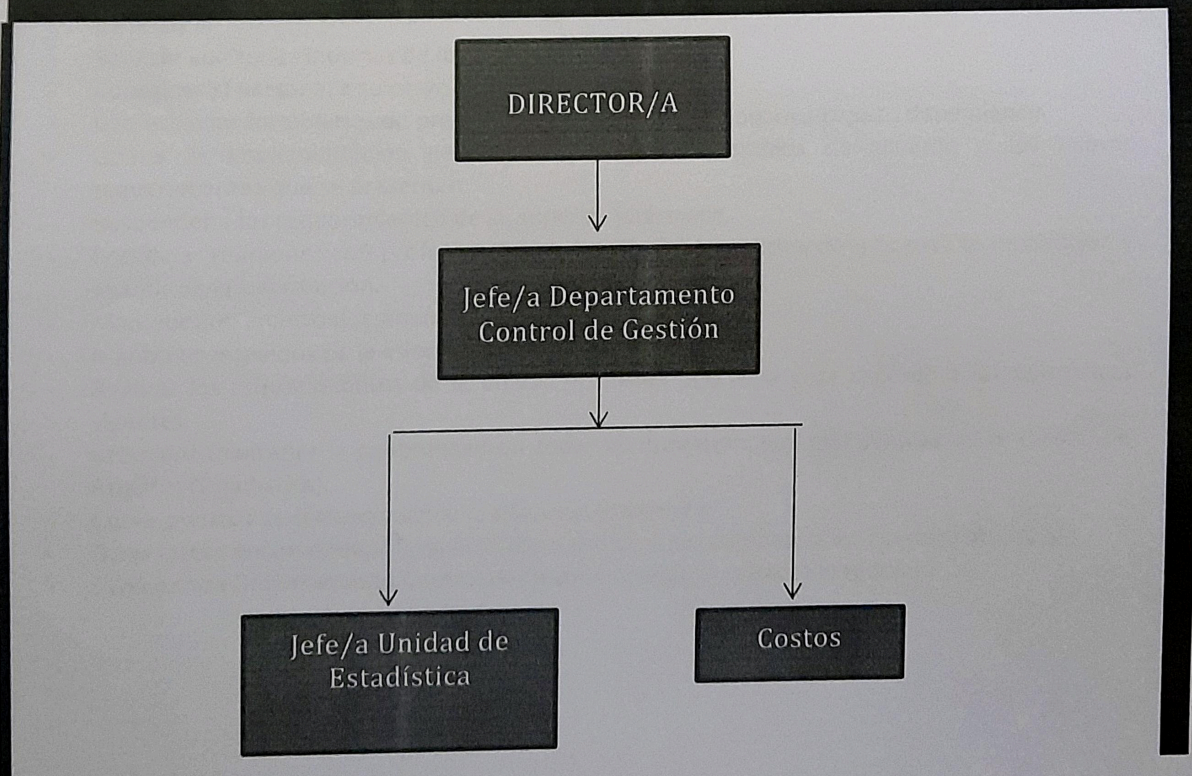 DIRECTOR/A
Jefe/a Departamento
Control de Gestión
Jefe/a Unidad de
Estadística
Costos